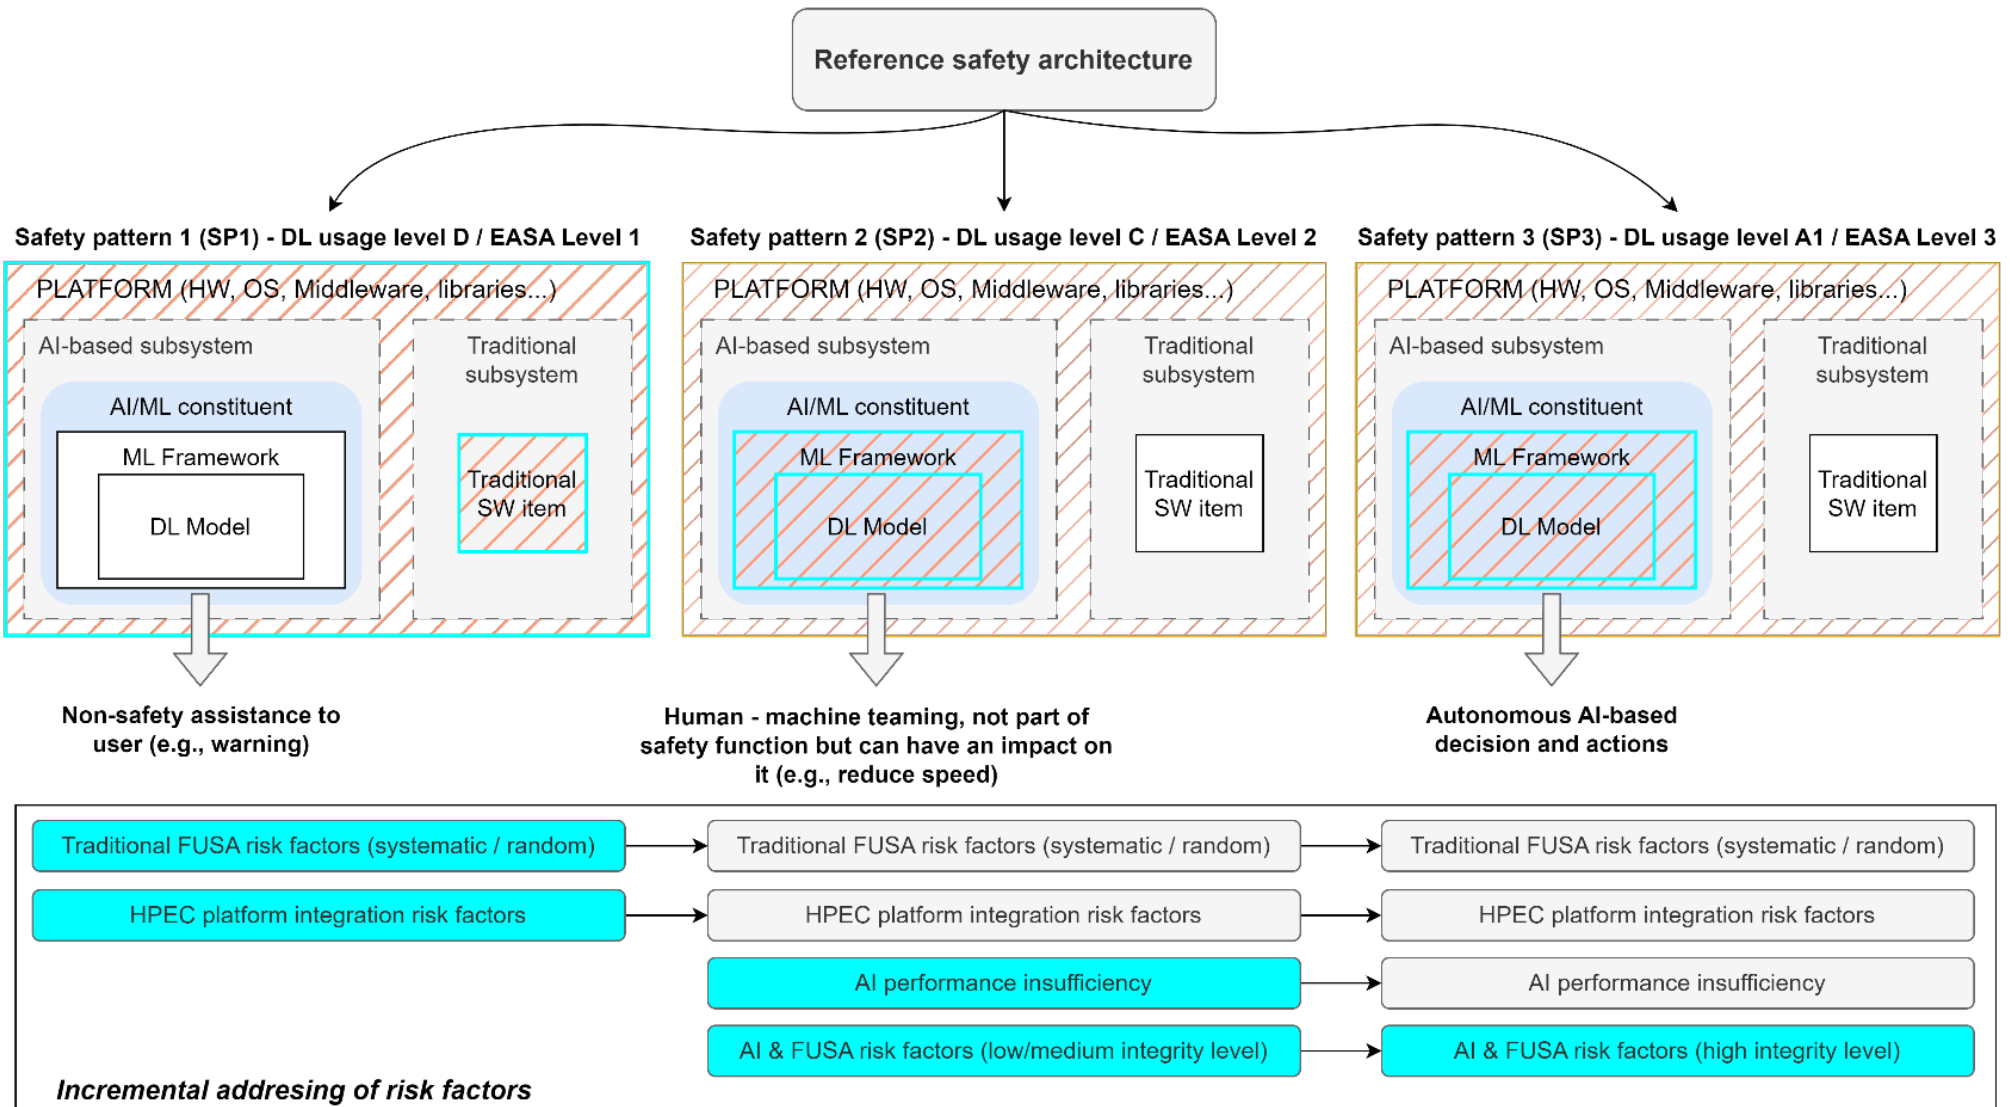 Reference safety architecture
Safety pattern 1 (SP1) - DL usage level D / EASA Level 1
PLATFORM (HW, OS, Middleware, libraries...)
AI-based subsystem
AI/ML constituent
ML Framework
DL Model
Traditional
subsystem
Traditional
SW item
Non-safety assistance to
user (e.g., warning)
Safety pattern 2 (SP2) - DL usage level C / EASA Level 2
PLATFORM (HW, OS, Middleware, libraries...)
AI-based subsystem
AI/ML constituent
ML Framework
DL Model
Traditional
subsystem
Traditional
SW item
Human - machine teaming, not part of
safety function but can have an impact on
it (e.g., reduce speed)
Safety pattern 3 (SP3) - DL usage level A1 / EASA Level 3
PLATFORM (HW, OS, Middleware, libraries...)
AI-based subsystem
AI/ML constituent
ML Framework
DL Model
Traditional
subsystem
Traditional
SW item
Autonomous AI-based
decision and actions
Traditional FUSA risk factors (systematic / random)
Traditional FUSA risk factors (systematic / random)
Traditional FUSA risk factors (systematic / random)
HPEC platform integration risk factors
HPEC platform integration risk factors
HPEC platform integration risk factors
AI performance insufficiency
AI performance insufficiency
AI & FUSA risk factors (low/medium integrity level)
AI & FUSA risk factors (high integrity level)
Incremental addresing of risk factors